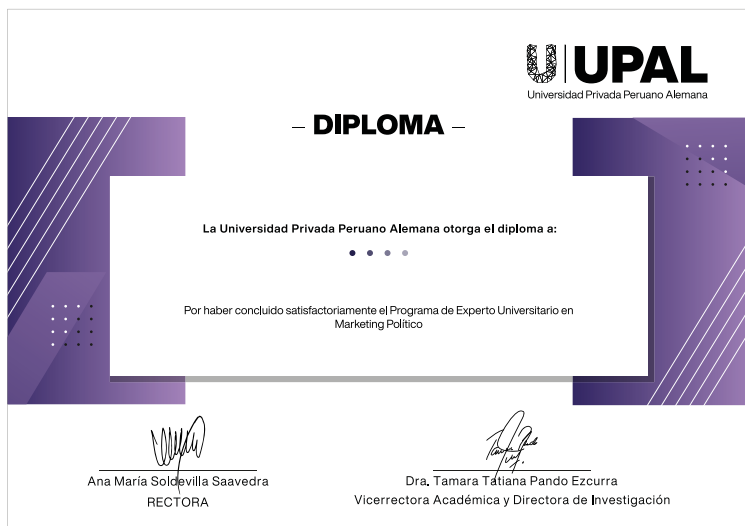 UPAL
Universidad Privada Peruano Alemana
– DIPLOMA –
La Universidad Privada Peruano Alemana otorga el diploma a:
Por haber concluido satisfactoriamente el Programa de Experto Universitario en
Marketing Político
Ana María Soldevilla Saavedra
RECTORA
Dra. Tamara Tatiana Pando Ezcurra
Vicerrectora Académica y Directora de Investigación